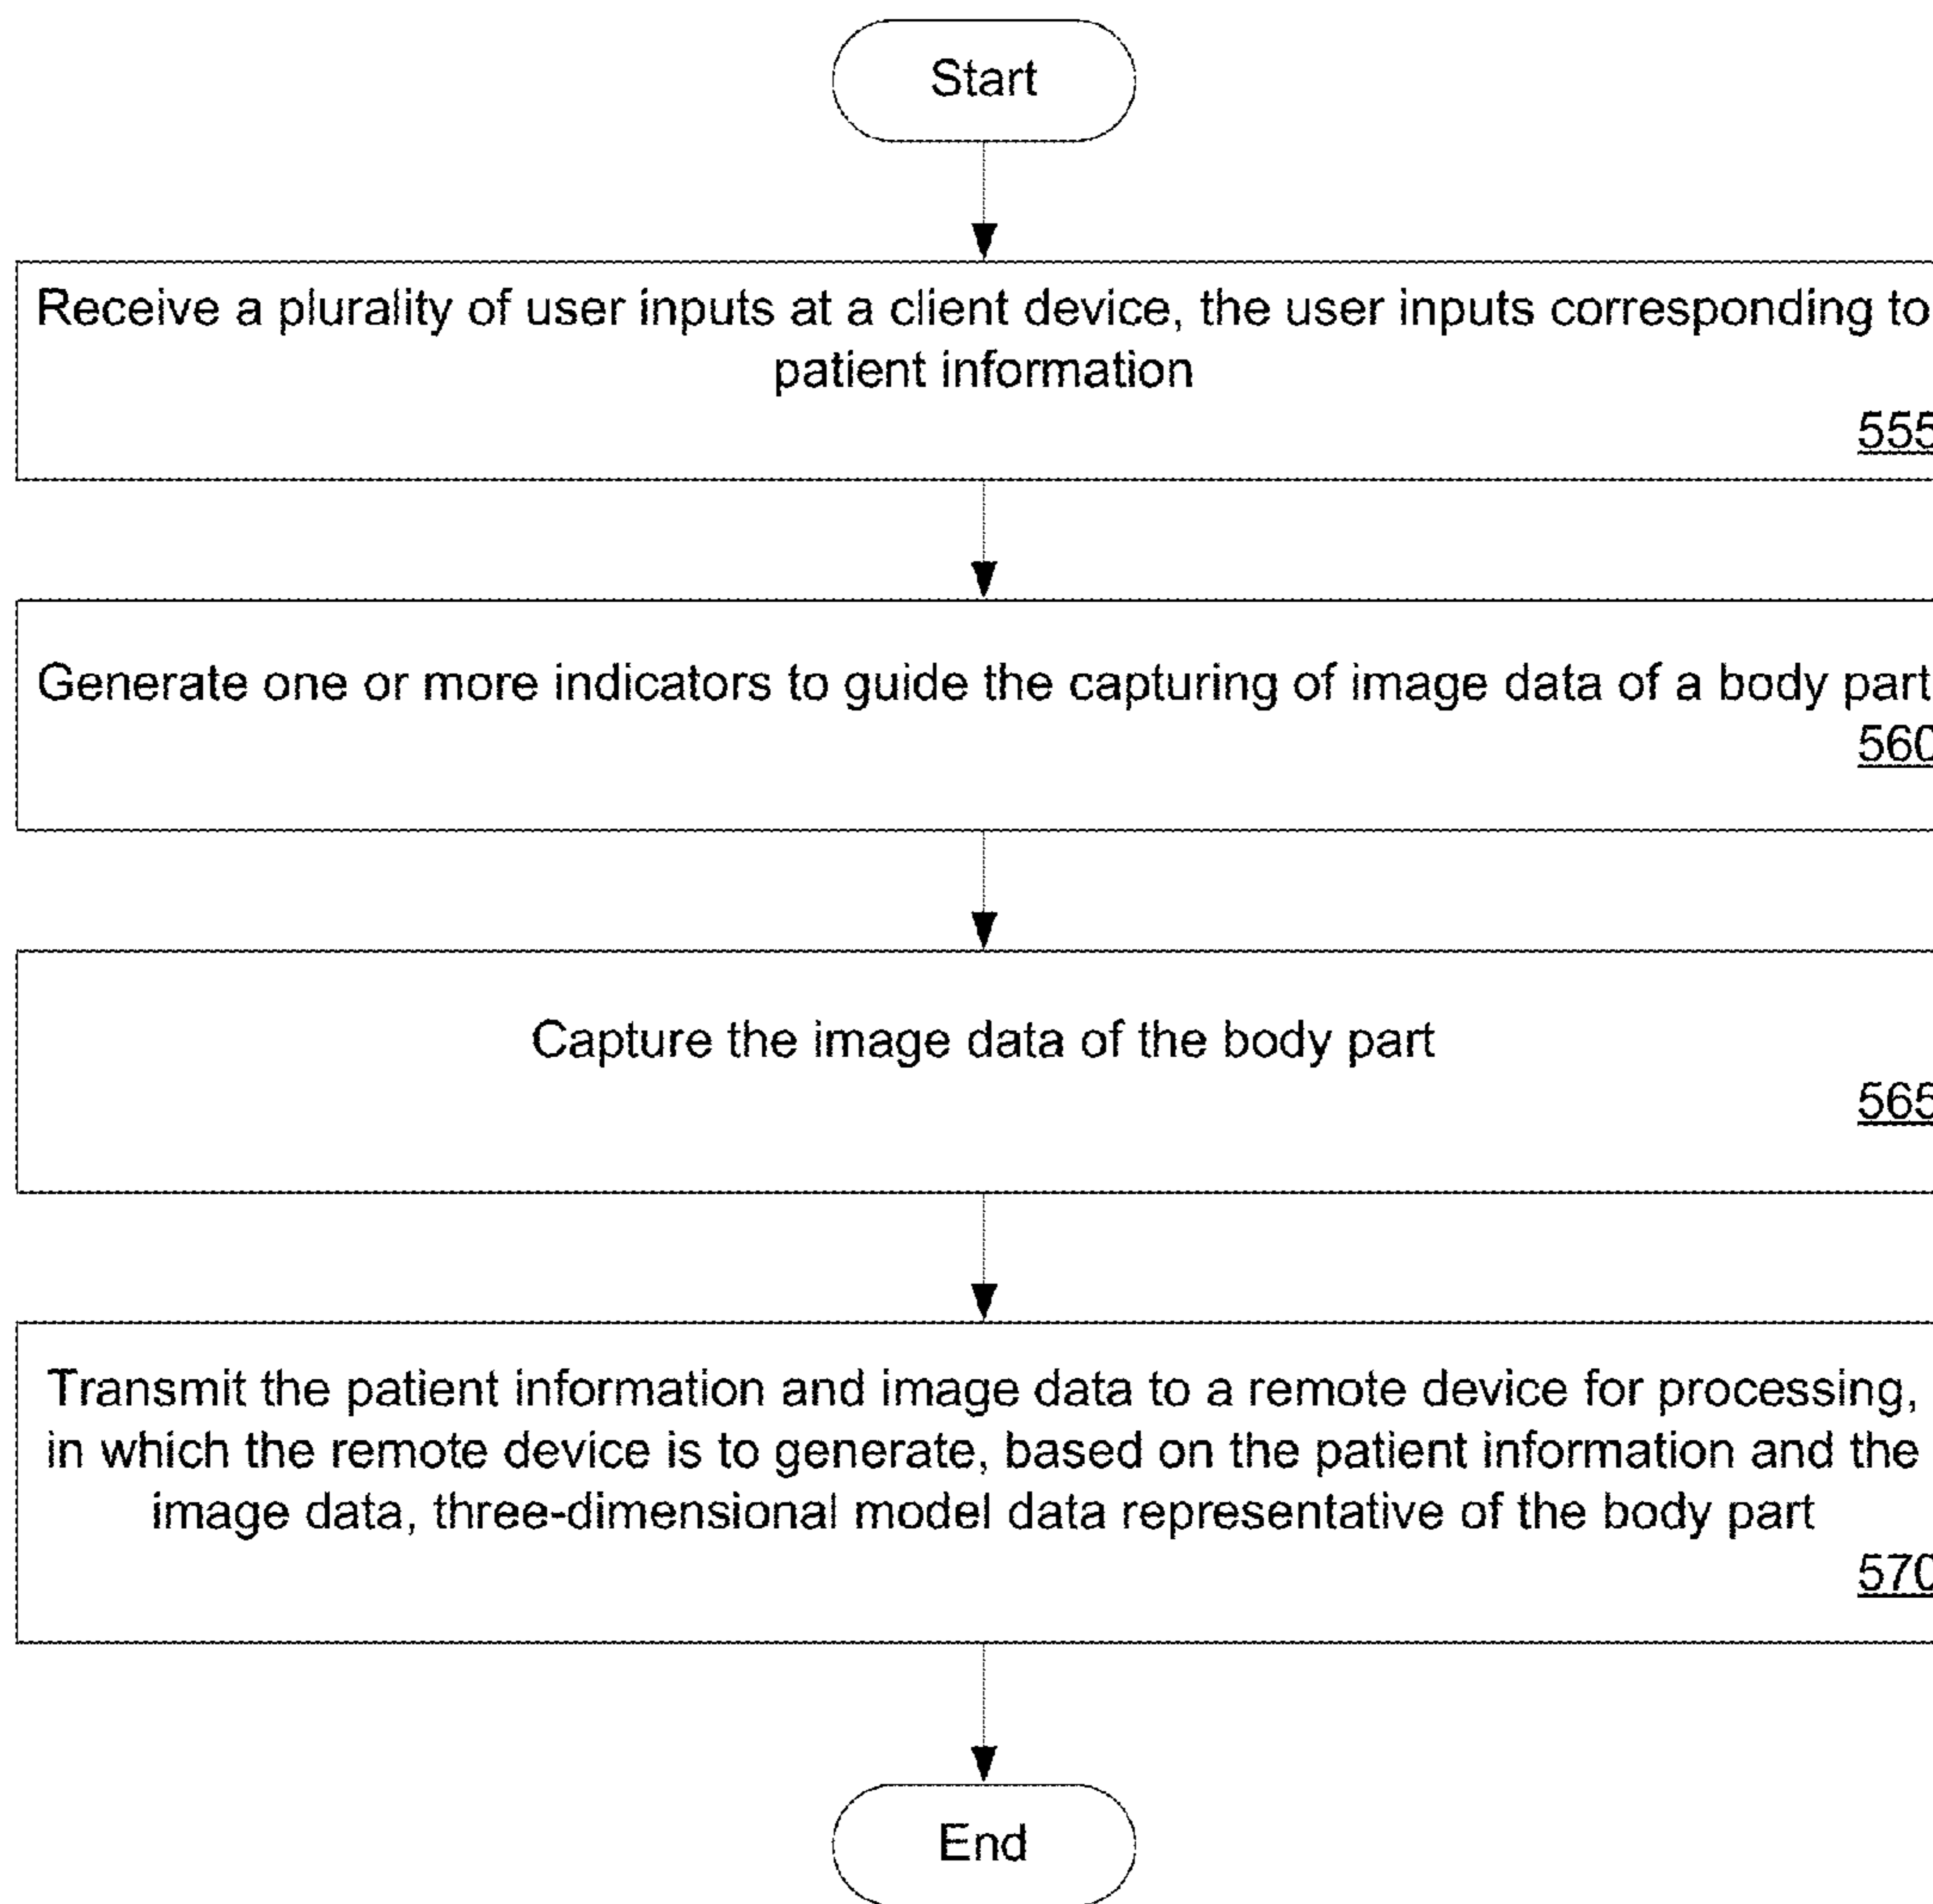 Start
Receive a plurality of user inputs at a client device, the user inputs corresponding to
patient information
555
Generate one or more indicators to guide the capturing of image data of a body part
560
Capture the image data of the body part
565
Transmit the patient information and image data to a remote device for processing,
in which the remote device is to generate, based on the patient information and the
image data, three-dimensional model data representative of the body part
570
End